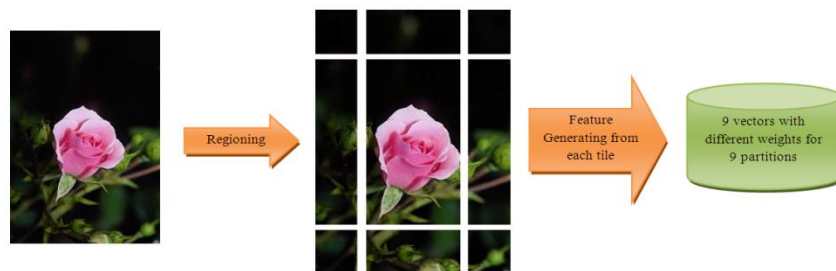 Regioning
Feature
Generating from
each tile
9 vectors with
different weights for
9 partitions